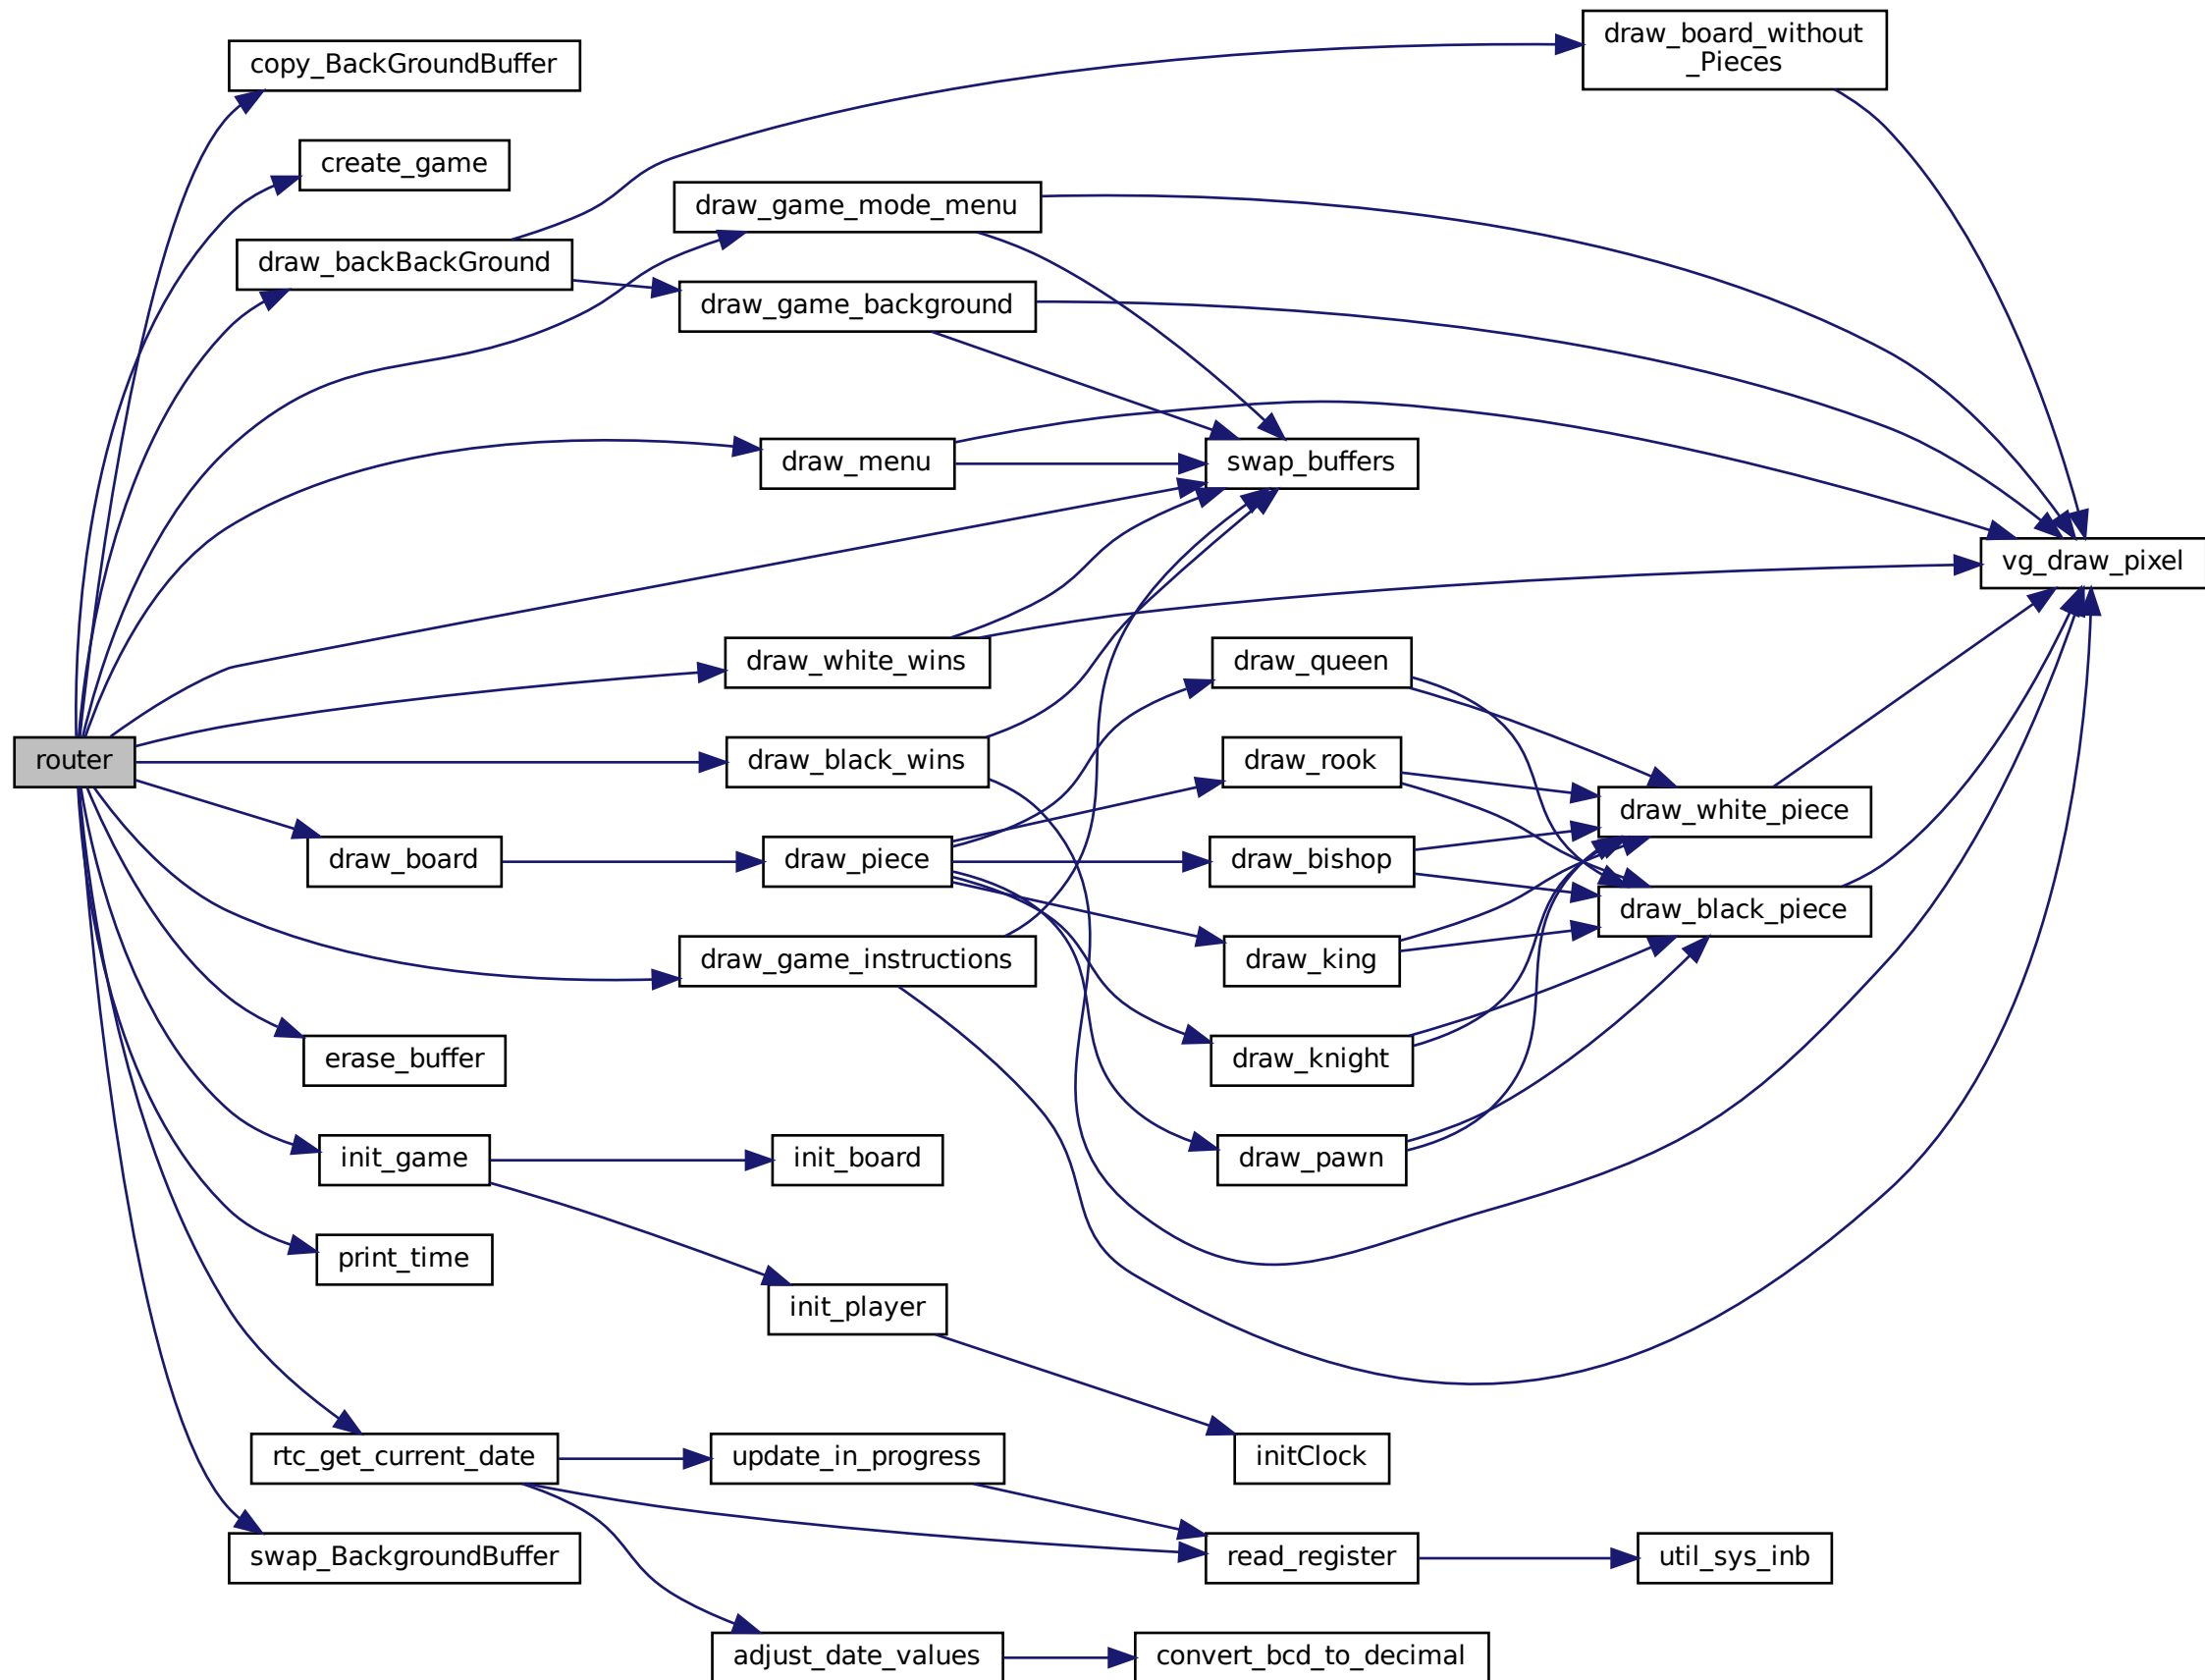 draw_board_without
_Pieces
copy_BackGroundBuffer
create_game
draw_game_mode_menu
draw_backBackGround
draw_game_background
draw_menu
swap_buffers
vg_draw_pixel
draw_white_wins
draw_queen
router
draw_black_wins
draw_rook
draw_white_piece
draw_board
draw_piece
draw_bishop
draw_black_piece
draw_game_instructions
draw_king
erase_buffer
draw_knight
init_game
init_board
draw_pawn
print_time
init_player
rtc_get_current_date
update_in_progress
initClock
swap_BackgroundBuffer
read_register
util_sys_inb
adjust_date_values
convert_bcd_to_decimal